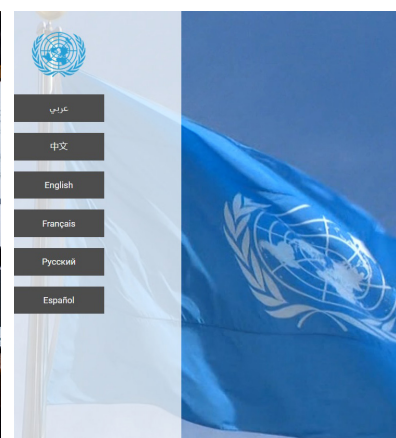 عربي
中文
English
Français
Русский
Español